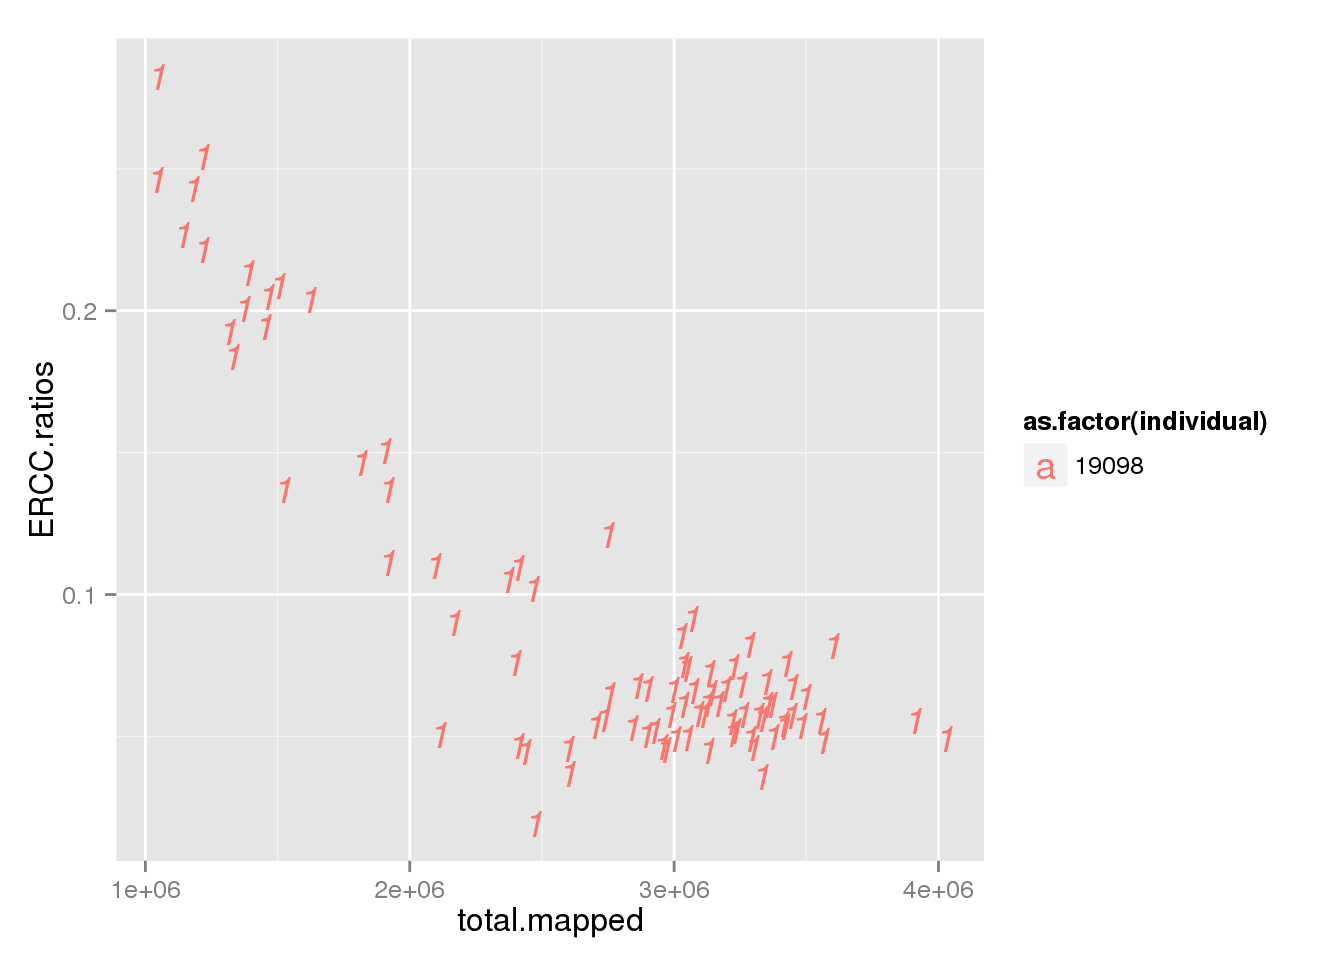 ERCC.ratios
0.2
0.1
1e+06 2e+06 3e+06 4e+06
total.mapped
as.factor(individual)
a 19098